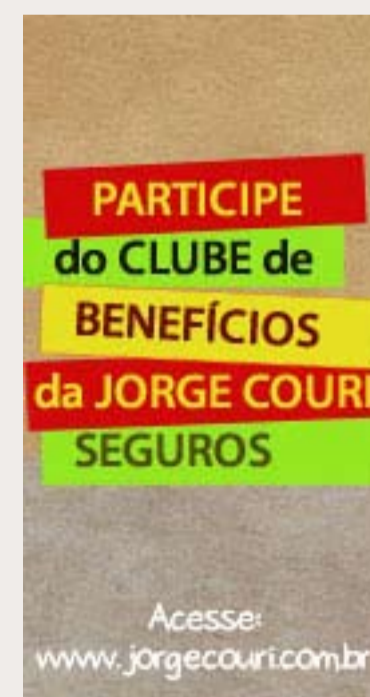 PARTICIPE
do CLUBE de
BENEFÍCIOS
da JORGE COURI
SEGUROS
Acesse:
www.jorgecouri.com.br